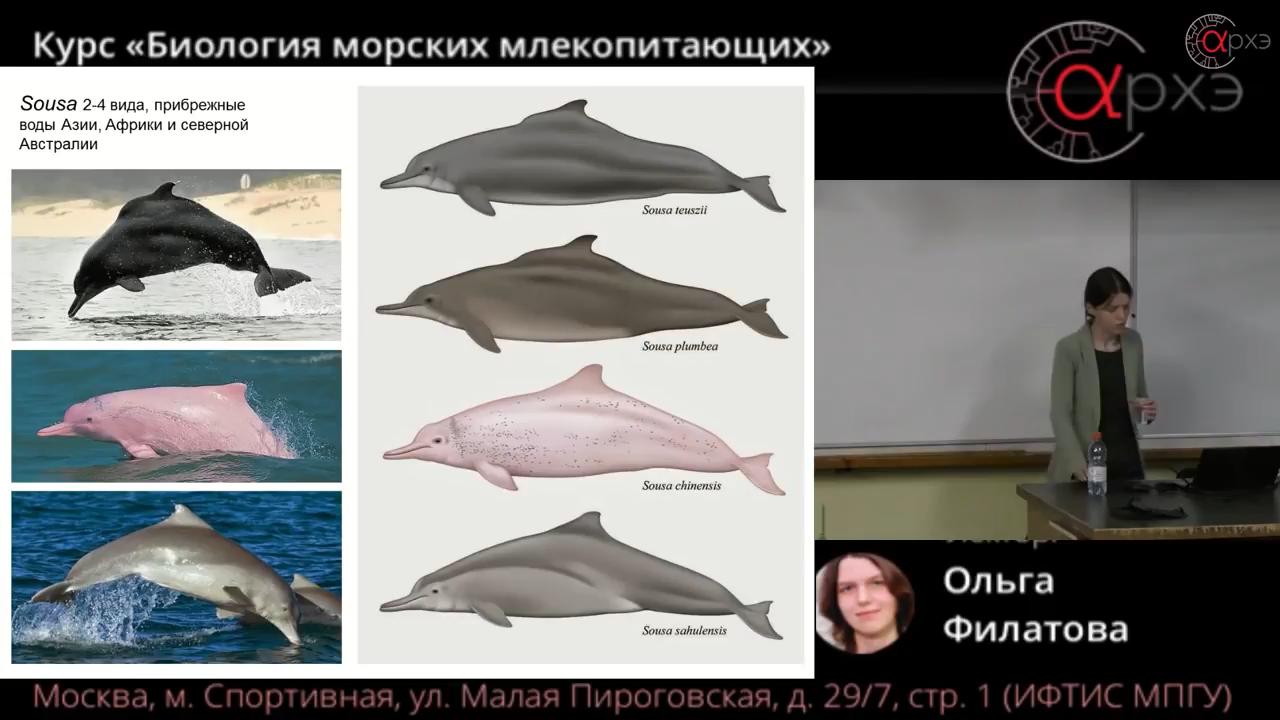 Курс «Биология морских млекопитающих»
αрхэ
αрхэ
Sousa 2-4 вида, прибрежные
воды Азии, Африки и северной
Австралии
Sousa teuszii
Sousa plumbea
Sousa chinensis
Sousa sahulensis
Ольга
Филатова
Москва, м. Спортивная, ул. Малая Пироговская, д. 29/7, стр. 1 (ИФТИС МПГУ)